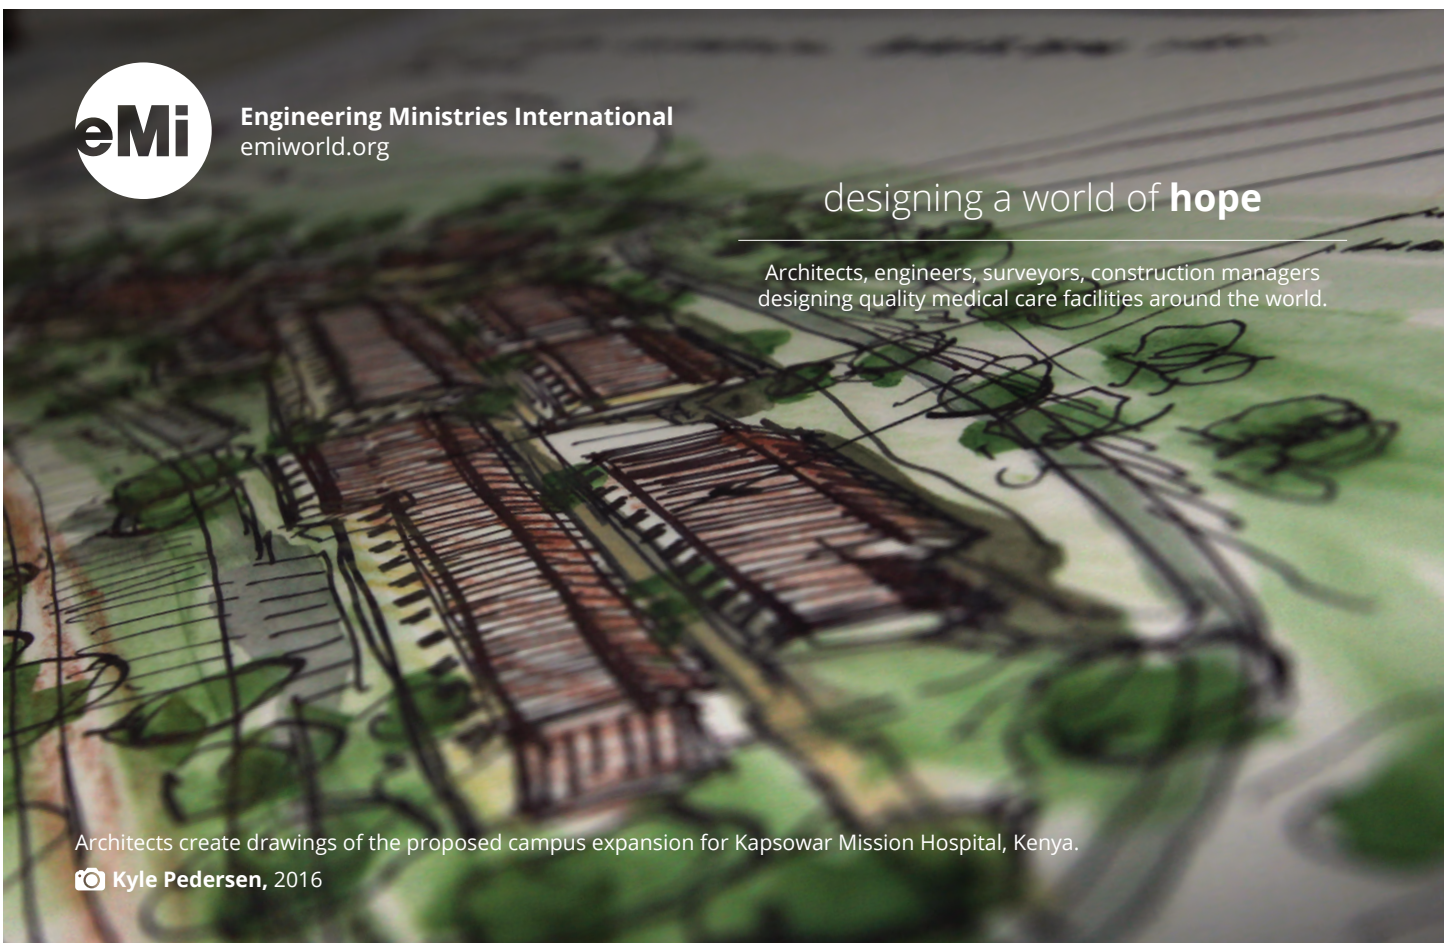 eMi
Engineering Ministries International
emiworld.org
designing a world of hope
Architects, engineers, surveyors, construction managers
designing quality medical care facilities around the world.
Architects create drawings of the proposed campus expansion for Kapsowar Mission Hospital, Kenya.
Kyle Pedersen, 2016